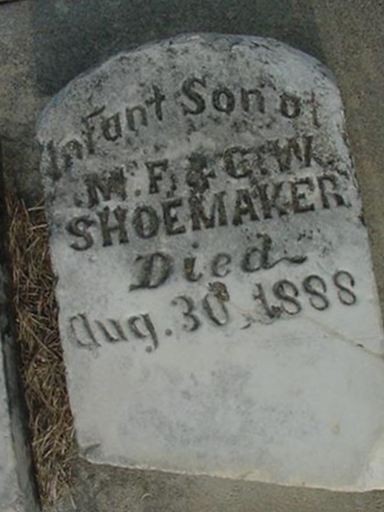 Infant Son of
M. F. & G. W.
SHOEMAKER
Died
Aug. 30, 1888